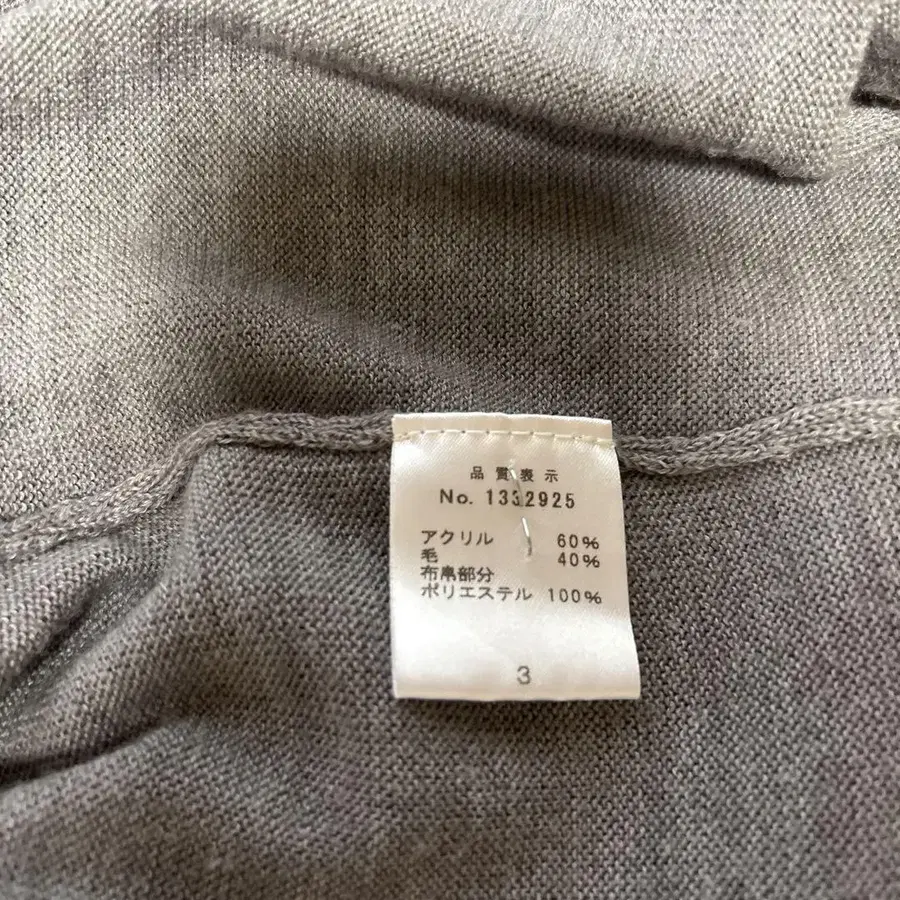 品質表示
No. 1332925
アクリル 60%
毛 40%
布帛部分
ポリエステル 100%
3